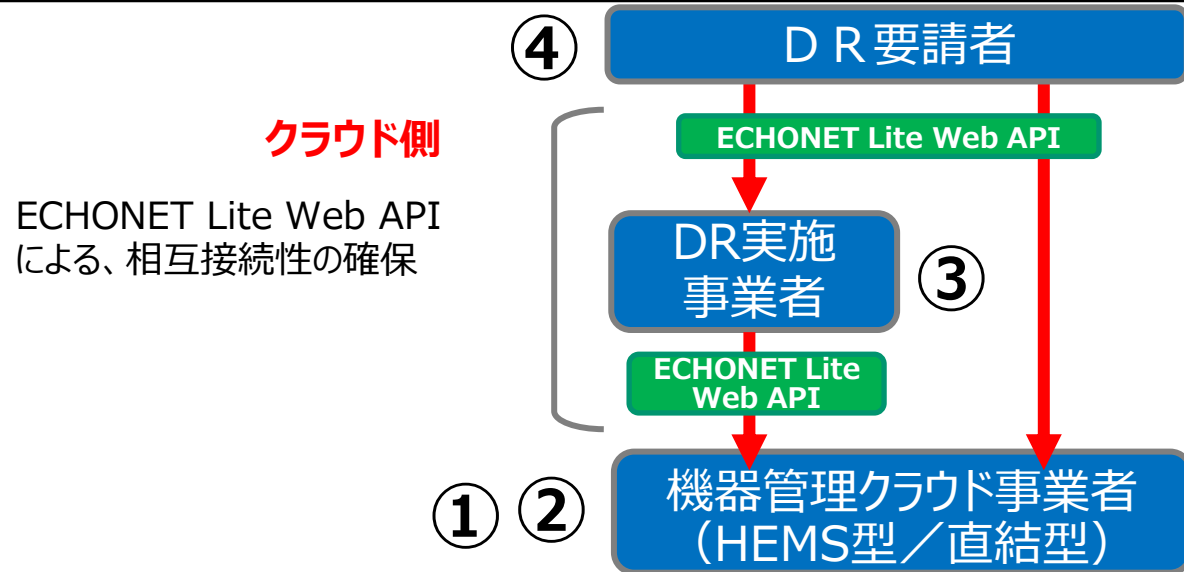 ④
ＤＲ要請者
クラウド側
ECHONET Lite Web API
ECHONET Lite Web API
による、相互接続性の確保
DR実施
事業者
③
ECHONET Lite
Web API
① ②
機器管理クラウド事業者
（HEMS型／直結型）